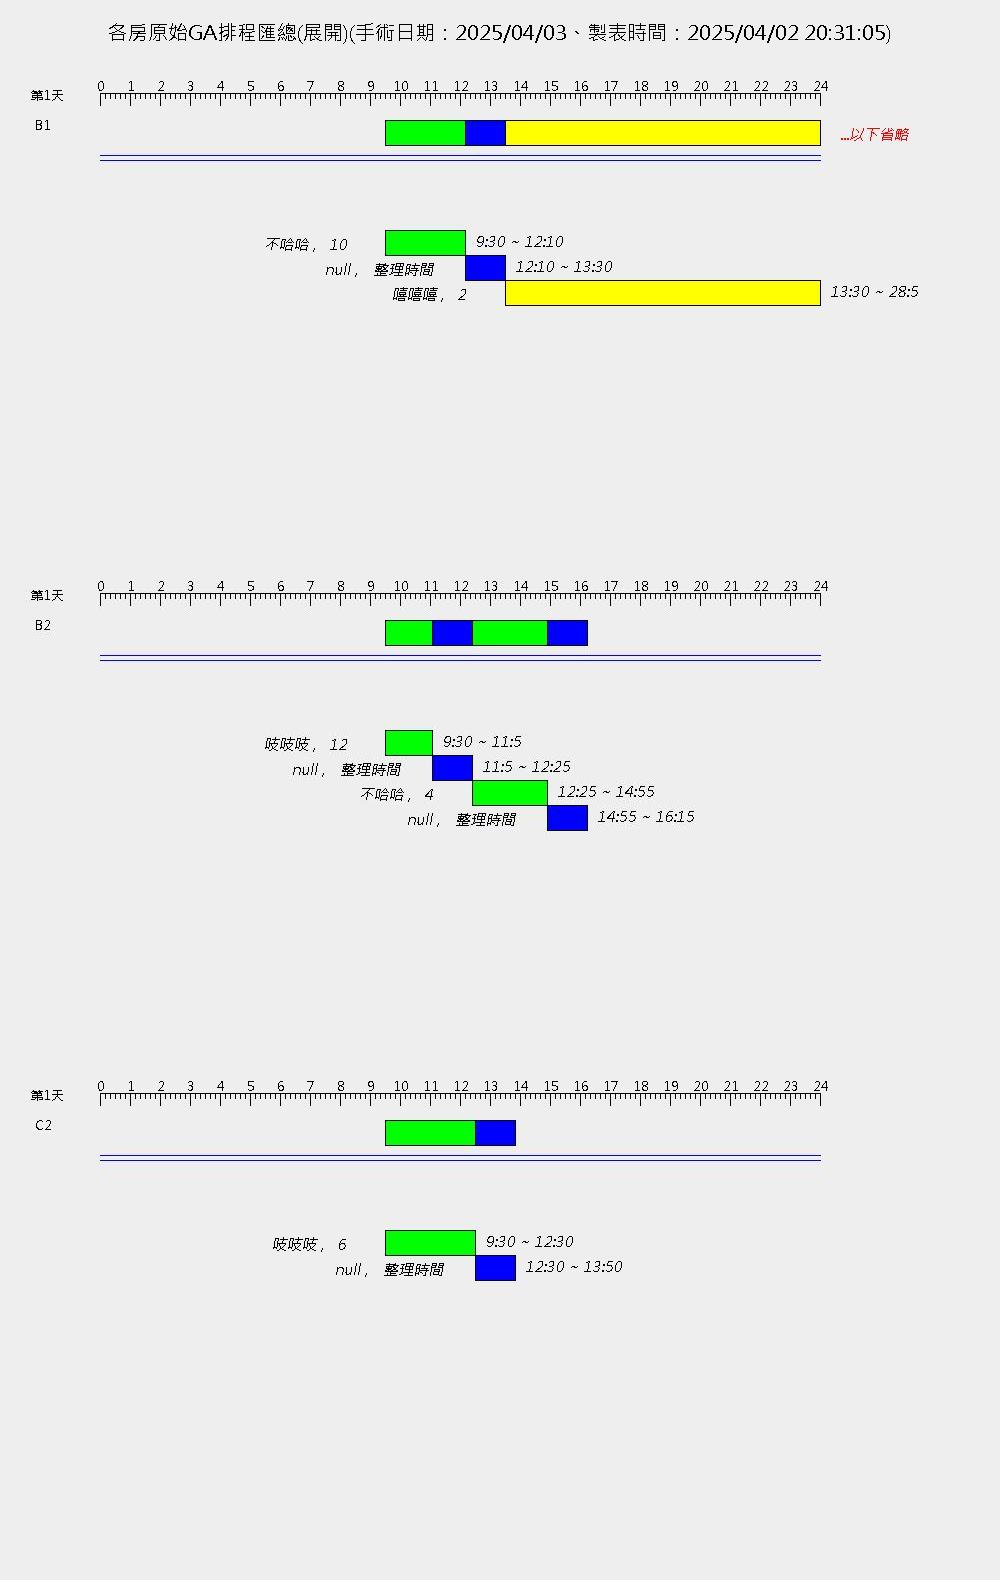 各房原始GA排程匯總(展開)(手術日期：2025/04/03、製表時間：2025/04/02 20:31:05)
第1天 0 1 2 3 4 5 6 7 8 9 10 11 12 13 14 15 16 17 18 19 20 21 22 23 24
B1 ...以下省略
不哈哈， 10 9:30 ~ 12:10
null， 整理時間 12:10 ~ 13:30
嘻嘻嘻， 2 13:30 ~ 28:5
第1天 0 1 2 3 4 5 6 7 8 9 10 11 12 13 14 15 16 17 18 19 20 21 22 23 24
B2
吱吱吱， 12 9:30 ~ 11:5
null， 整理時間 11:5 ~ 12:25
不哈哈， 4 12:25 ~ 14:55
null， 整理時間 14:55 ~ 16:15
第1天 0 1 2 3 4 5 6 7 8 9 10 11 12 13 14 15 16 17 18 19 20 21 22 23 24
C2
吱吱吱， 6 9:30 ~ 12:30
null， 整理時間 12:30 ~ 13:50